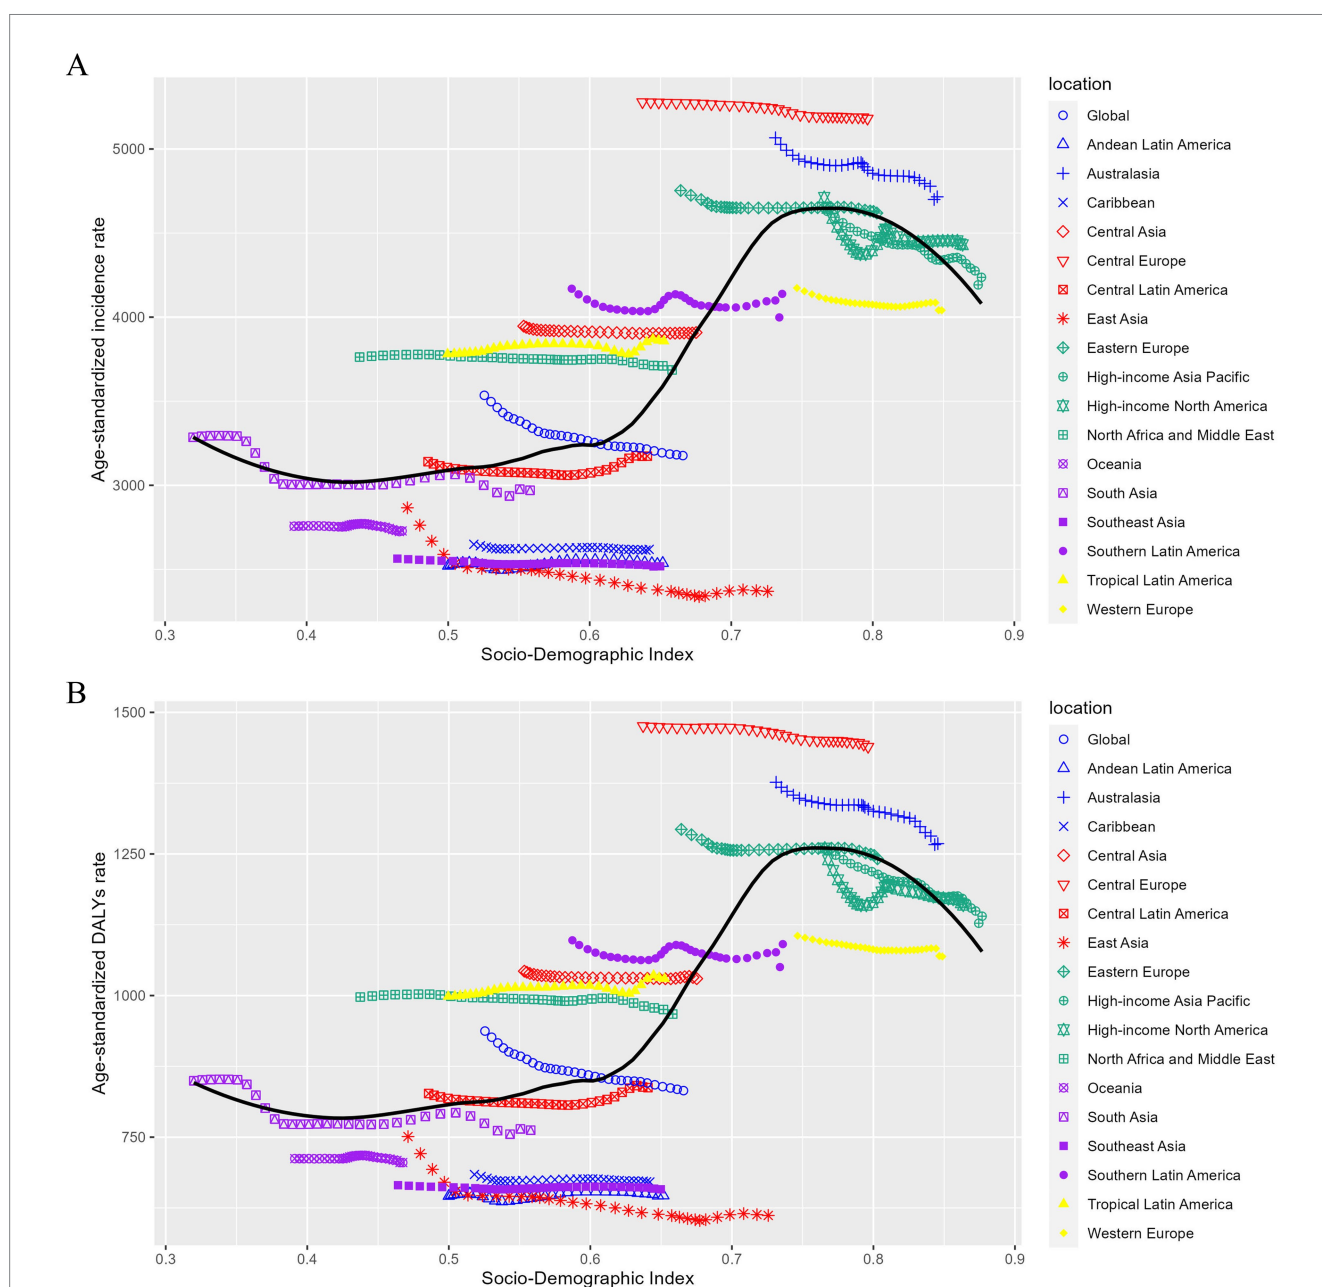 A
5000
4000
3000
Age-standardized incidence rate
0.3 0.4 0.5 0.6 0.7 0.8 0.9
Socio-Demographic Index
location
Global
Andean Latin America
Australasia
Caribbean
Central Asia
Central Europe
Central Latin America
East Asia
Eastern Europe
High-income Asia Pacific
High-income North America
North Africa and Middle East
Oceania
South Asia
Southeast Asia
Southern Latin America
Tropical Latin America
Western Europe
B
1500
1250
1000
750
Age-standardized DALYs rate
0.3 0.4 0.5 0.6 0.7 0.8 0.9
Socio-Demographic Index
location
Global
Andean Latin America
Australasia
Caribbean
Central Asia
Central Europe
Central Latin America
East Asia
Eastern Europe
High-income Asia Pacific
High-income North America
North Africa and Middle East
Oceania
South Asia
Southeast Asia
Southern Latin America
Tropical Latin America
Western Europe